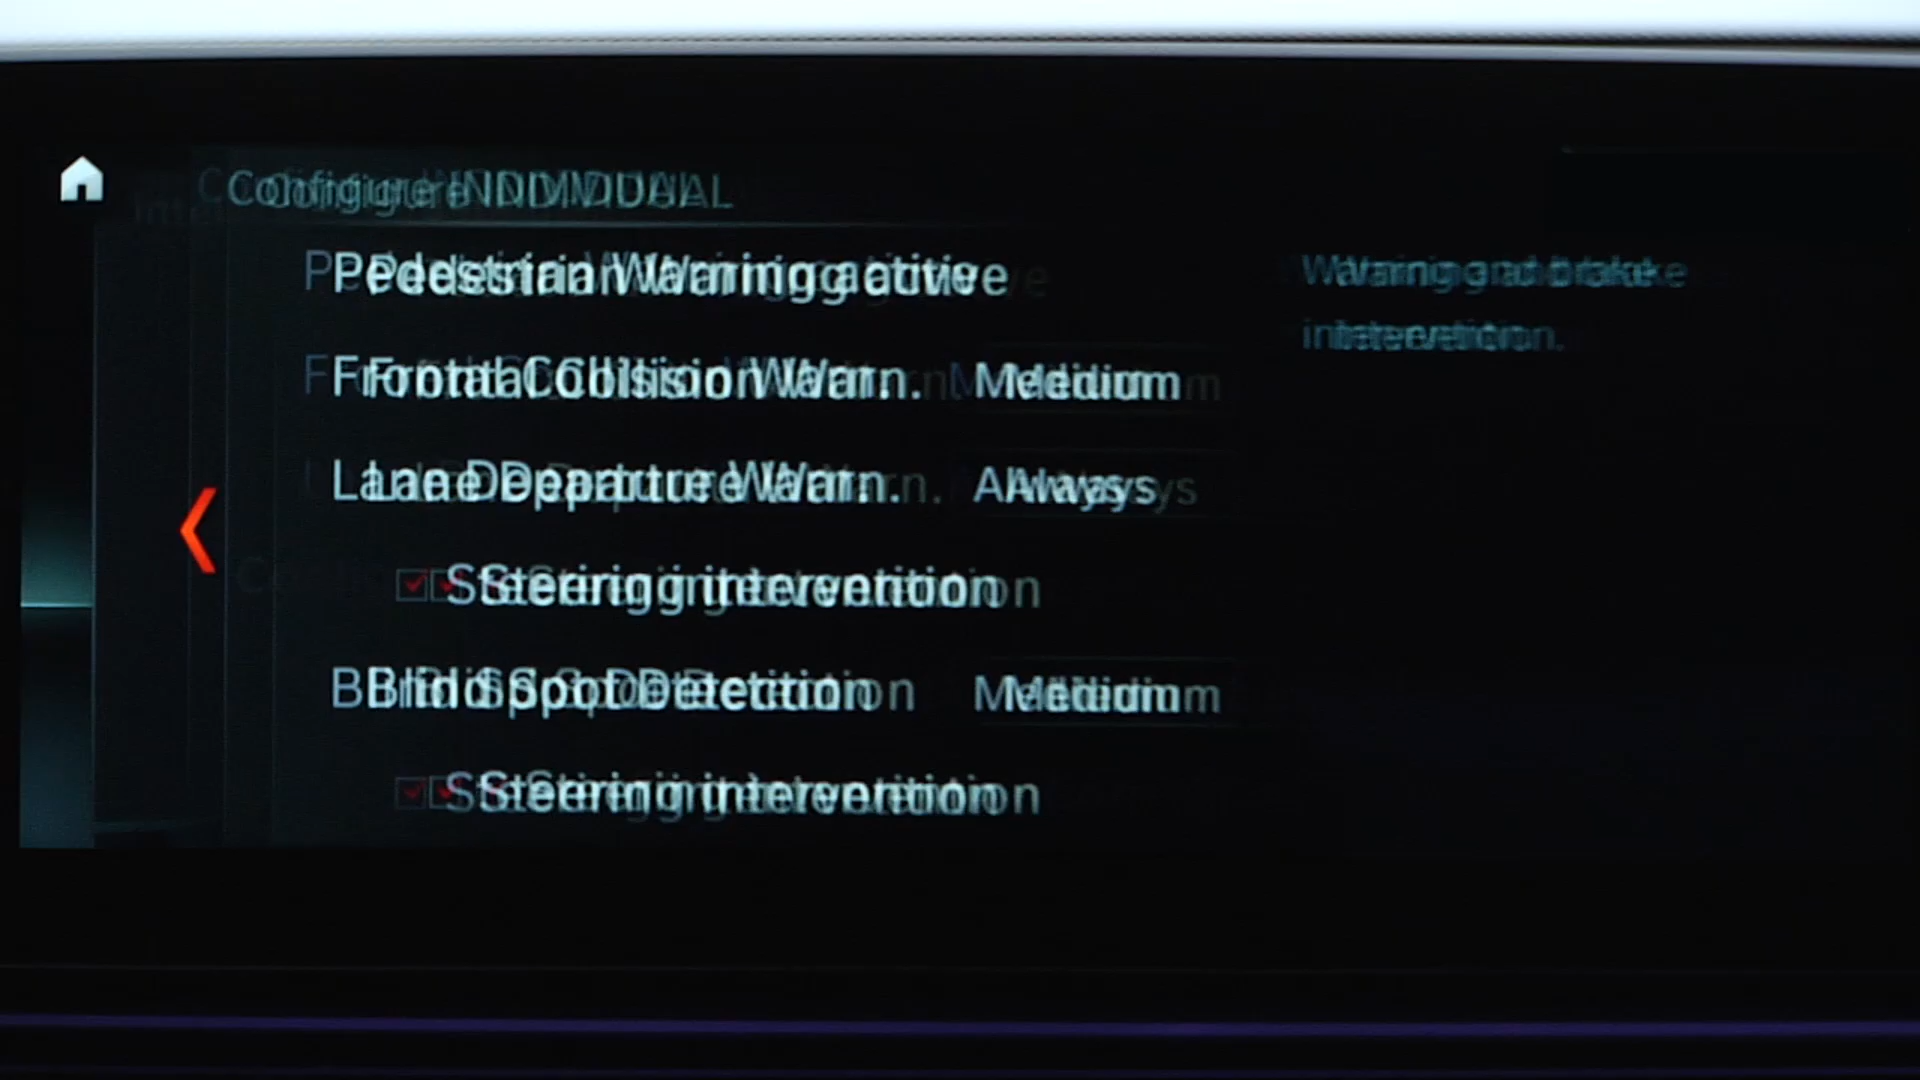 Configure INDIVIDUAL
Pedestrian Warning active
Warning and brake
intervention.
Frontal Collision Warn. Medium
Lane Departure Warn. Always
Steering intervention
Blind Spot Detection Medium
Steering intervention